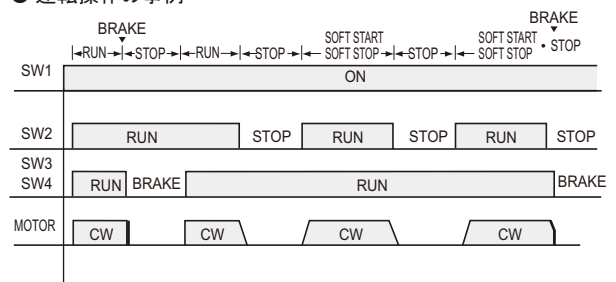 ● 運転操作の事例
BRAKE BRAKE
RUN STOP RUN STOP SOFT START SOFT STOP STOP SOFT START SOFT STOP • STOP
SW1 ON
SW2 RUN STOP RUN STOP RUN STOP
SW3
SW4 RUN BRAKE RUN BRAKE
MOTOR CW CW CW CW